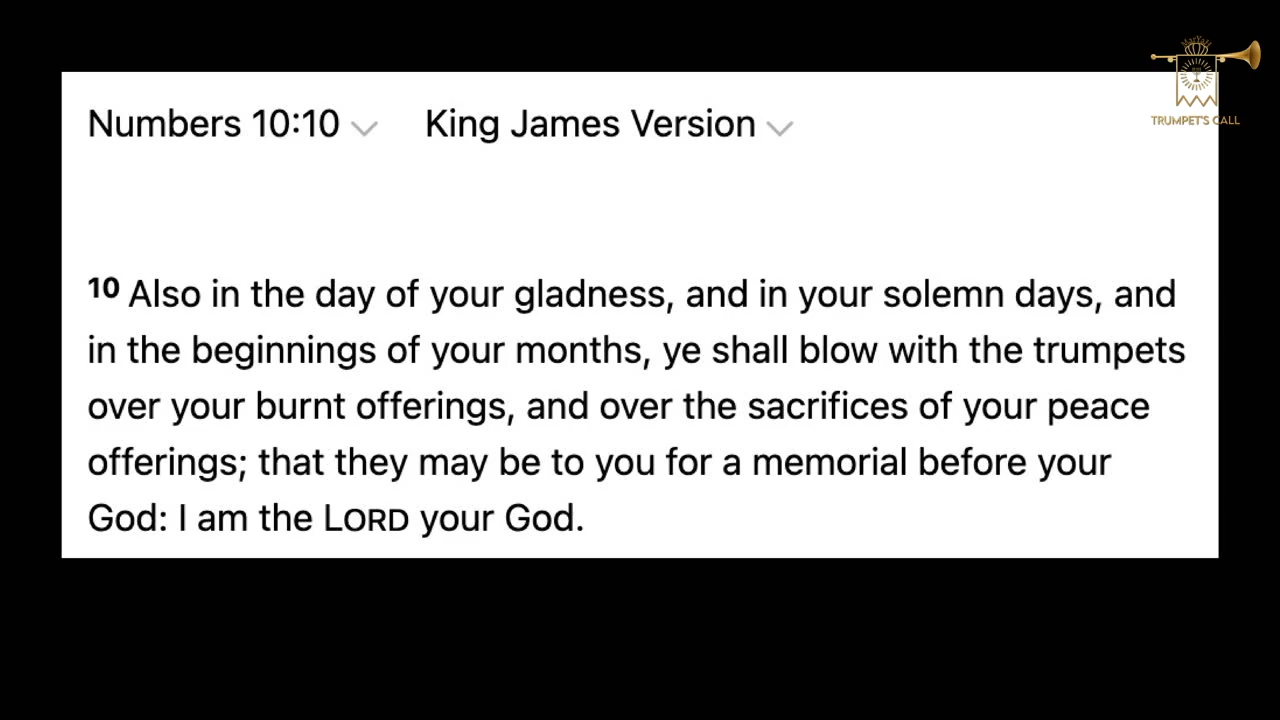 Numbers 10:10 King James Version
TRUMPET'S CALL
10 Also in the day of your gladness, and in your solemn days, and
in the beginnings of your months, ye shall blow with the trumpets
over your burnt offerings, and over the sacrifices of your peace
offerings; that they may be to you for a memorial before your
God: I am the LORD your God.